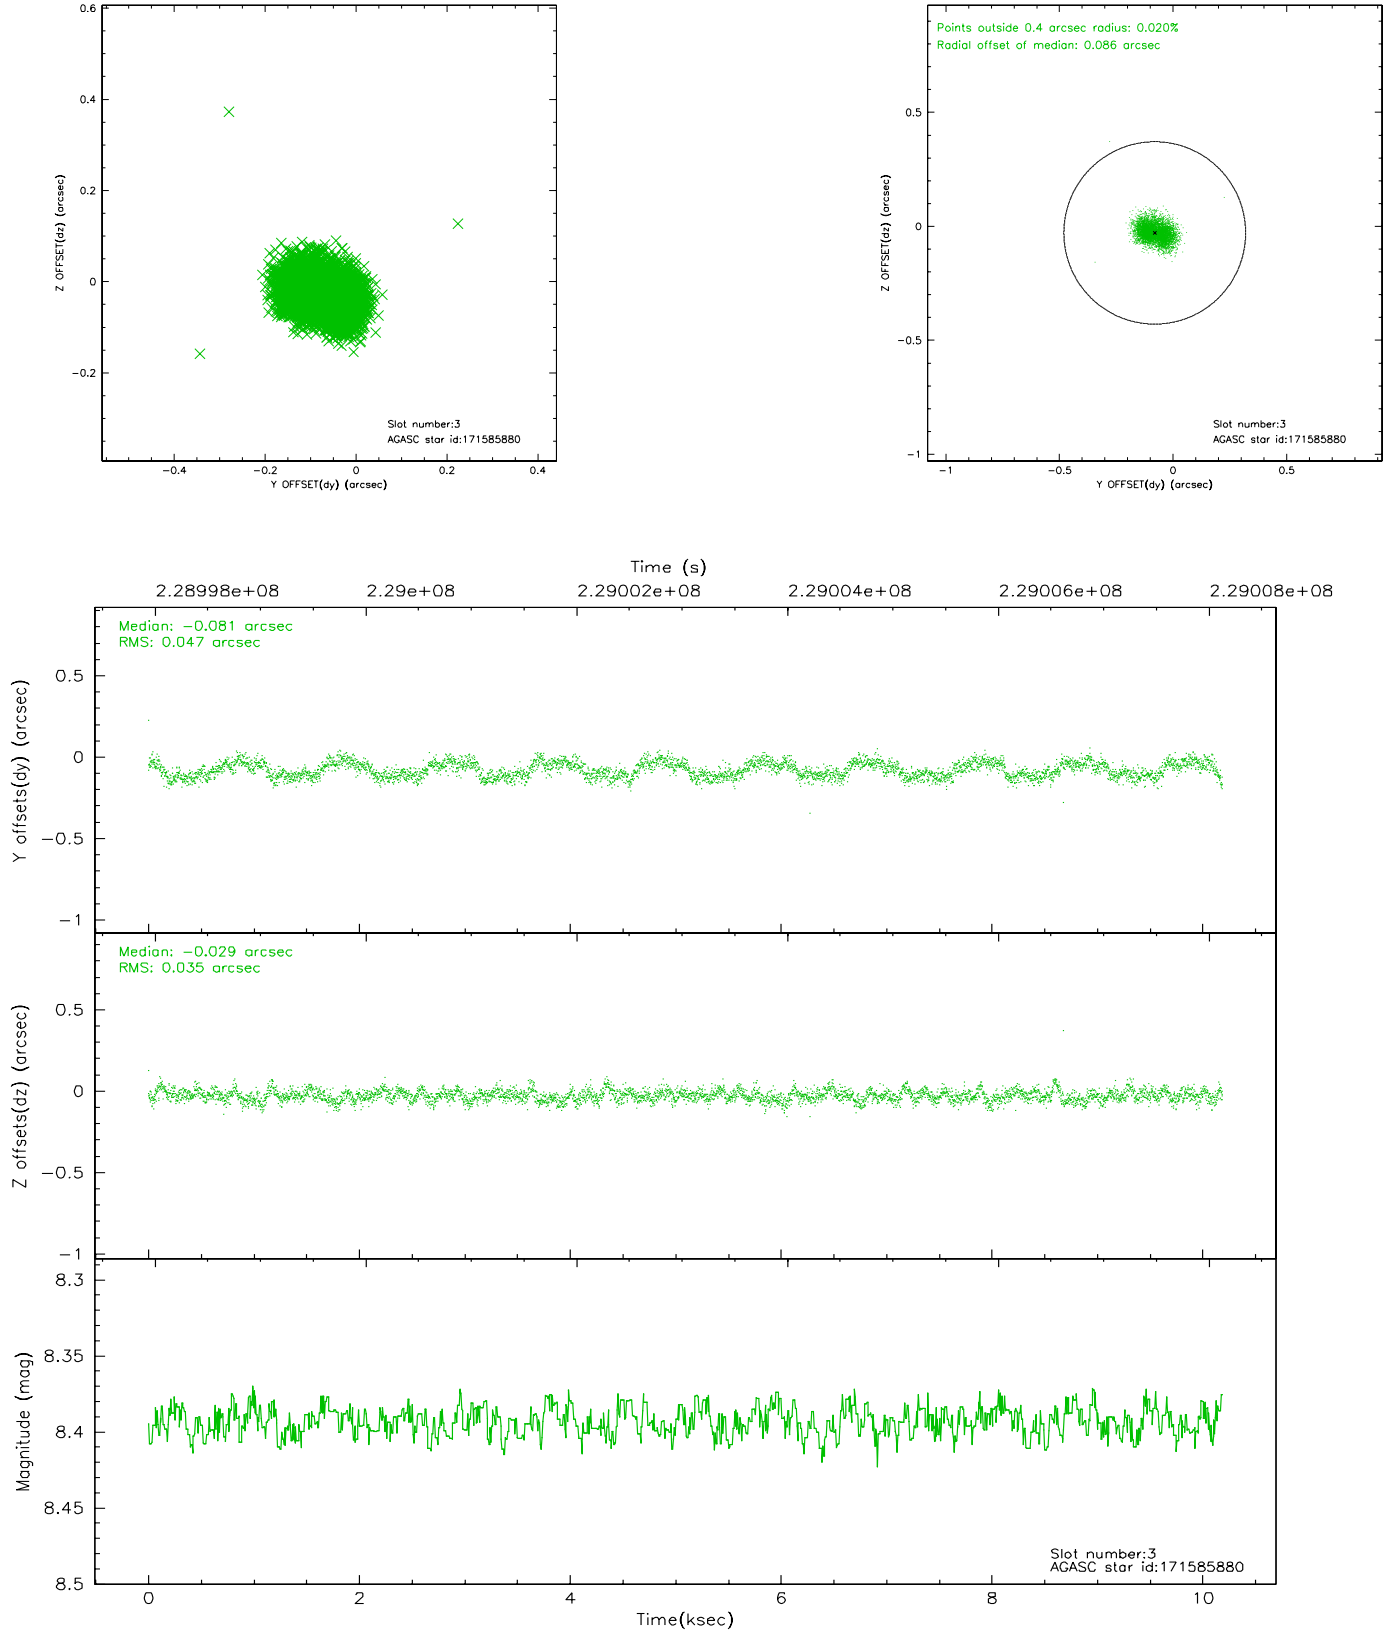 0.6
0.4
0.2
0
−0.2
Z OFFSET(dz) (arcsec)
−0.4 −0.2 0 0.2 0.4
Y OFFSET(dy) (arcsec)
Slot number:3
AGASC star id:171585880
Points outside 0.4 arcsec radius: 0.020%
Radial offset of median: 0.086 arcsec
0.5
0
−0.5
−1
Z OFFSET(dz) (arcsec)
−1 −0.5 0 0.5
Y OFFSET(dy) (arcsec)
Slot number:3
AGASC star id:171585880
Time (s)
2.28998e+08 2.29e+08 2.29002e+08 2.29004e+08 2.29006e+08 2.29008e+08
Median: −0.081 arcsec
RMS: 0.047 arcsec
0.5
0
−0.5
−1
Y offsets(dy) (arcsec)
Median: −0.029 arcsec
RMS: 0.035 arcsec
0.5
0
−0.5
−1
Z offsets(dz) (arcsec)
8.3
8.35
8.4
8.45
8.5
Magnitude (mag)
Slot number:3
AGASC star id:171585880
0 2 4 6 8 10
Time(ksec)